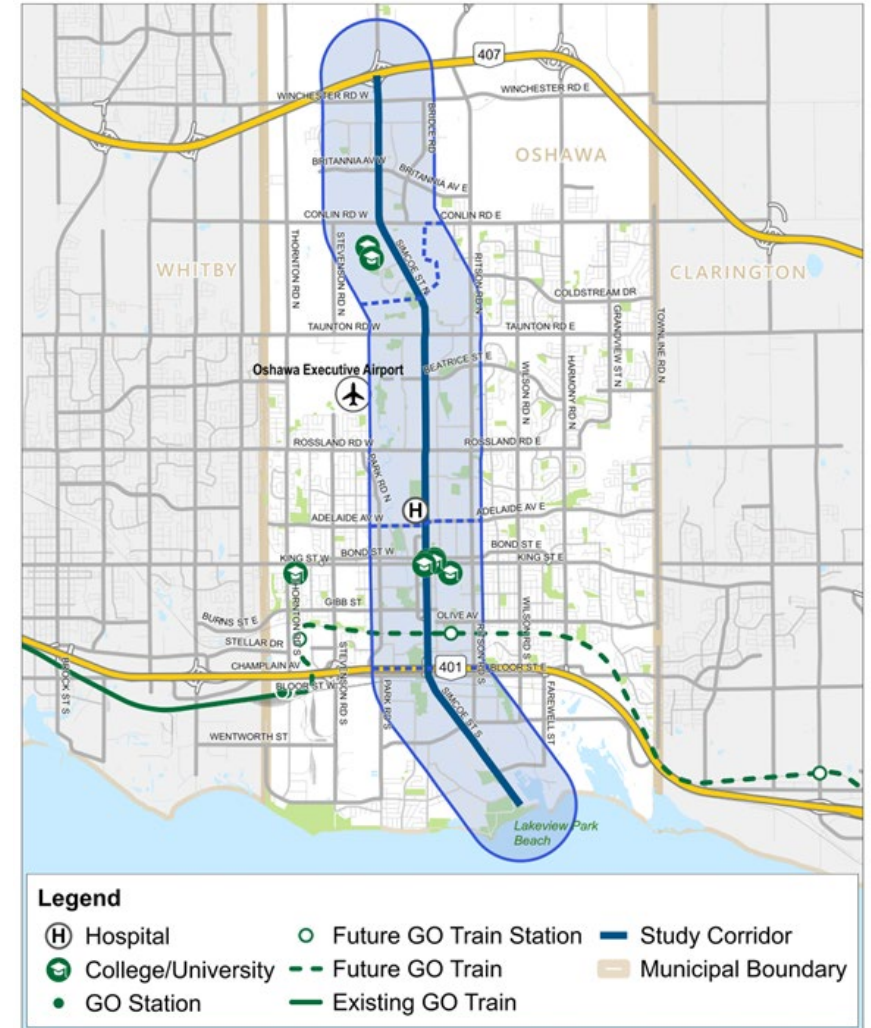 407
WINCHESTER RD W
WINCHESTER RD E
BRIDLE RD
OSHAWA
BRITANNIA AV W
BRITANNIA AV E
CONLIN RD W
CONLIN RD E
THORNTON RD N
STEVENSON RD N
SIMCOE ST N
RITSON RD N
WHITBY
CLARINGTON
COLDSTREAM DR
GRANDVIEW ST N
TOWNLINE RD N
TAUNTON RD W
TAUNTON RD E
BEATRICE ST E
Oshawa Executive Airport
WILSON RD N
HARMONY RD N
ROSSLAND RD W
ROSSLAND RD E
PARK RD N
H
ADELAIDE AV W
ADELAIDE AV E
BOND ST W
BOND ST E
KING ST W
KING ST E
THORNTON RD S
GIBB ST
OLIVE AV
WILSON RD S
BURNS ST E
STELLAR DR
STEVENSON RD S
RITSON RD S
CHAMPLAIN AV
401
BLOOR ST E
BROCK ST S
BLOOR ST W
PARK RD S
SIMCOE ST S
FAREWELL ST
WENTWORTH ST
Lakeview Park
Beach
Legend
H Hospital
College/University
GO Station
Future GO Train Station
Future GO Train
Existing GO Train
Study Corridor
Municipal Boundary